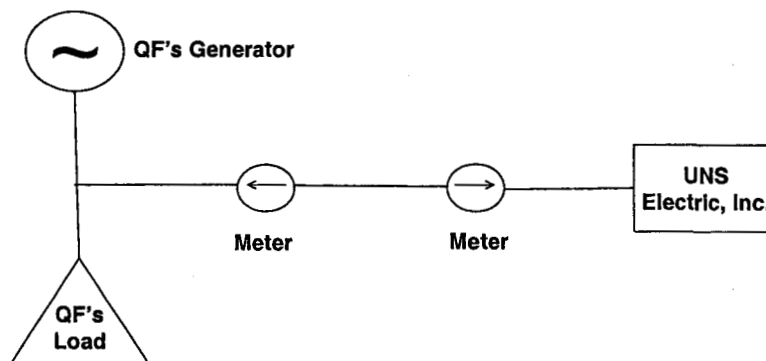 QF's Generator
UNS
Electric, Inc.
Meter
Meter
QF's
Load